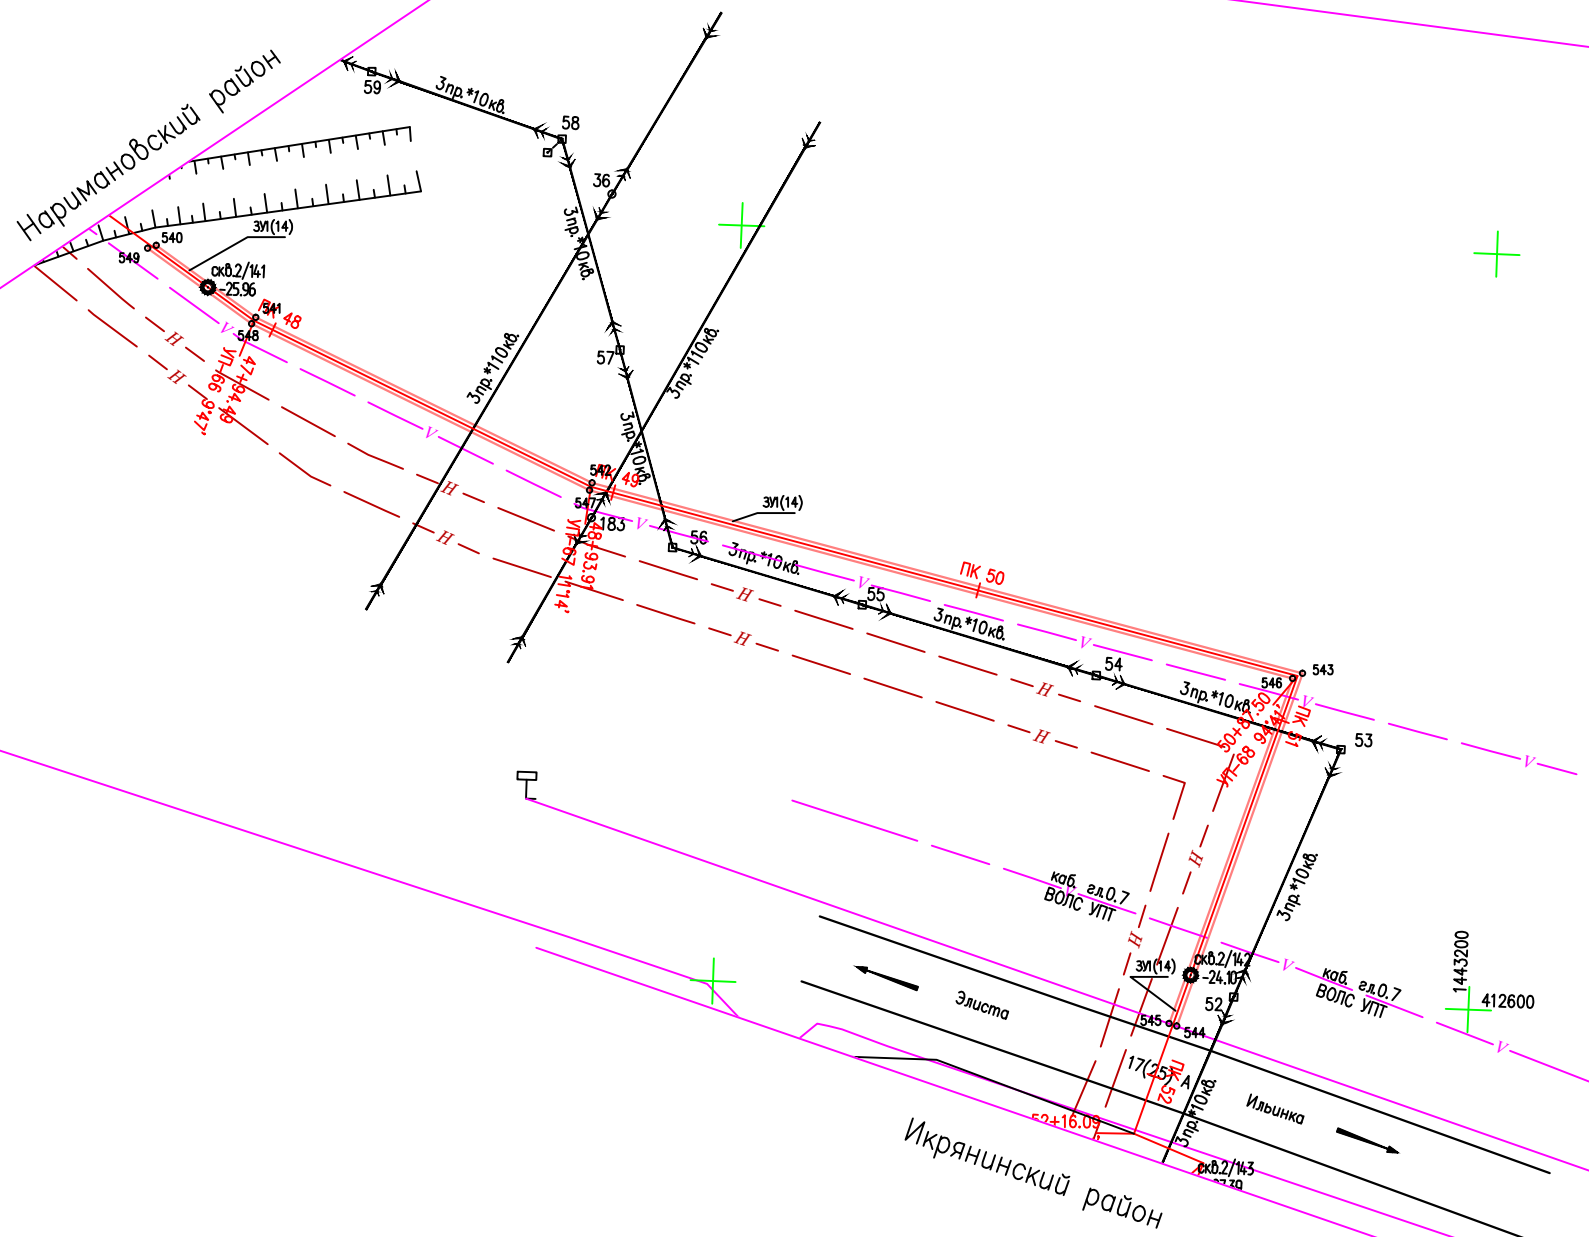 Наримановский район
59
3пр.*10кв.
58
36
3пр.*10кв.
540
549
ЗУ1(14)
скв.2/141
-25.96
541
ПК 48
548
47+94.49
УП-66 9°47'
3пр.*110кв.
57
3пр.*110кв.
3пр.*10кв.
542
ПК 49
547
183
48+93.91
УП-67 11°14'
ЗУ1(14)
56
3пр.*10кв.
55
3пр.*10кв.
ПК 50
54
3пр.*10кв.
543
546
50+87.50
УП-68 94°41'
ПК 51
53
V
V
V
V
V
V
V
V
V
V
H
H
H
H
H
H
H
H
H
H
3пр.*10кв.
каб. гл.0.7
ВОЛС УПТ
каб. гл.0.7
ВОЛС УПТ
1443200
412600
скв.2/142
-24.10
ЗУ1(14)
52
545
544
Элиста
17(25) А
ПК 52
Ильинка
3пр.*10кв.
52+16.09
скв.2/143
Икрянинский район